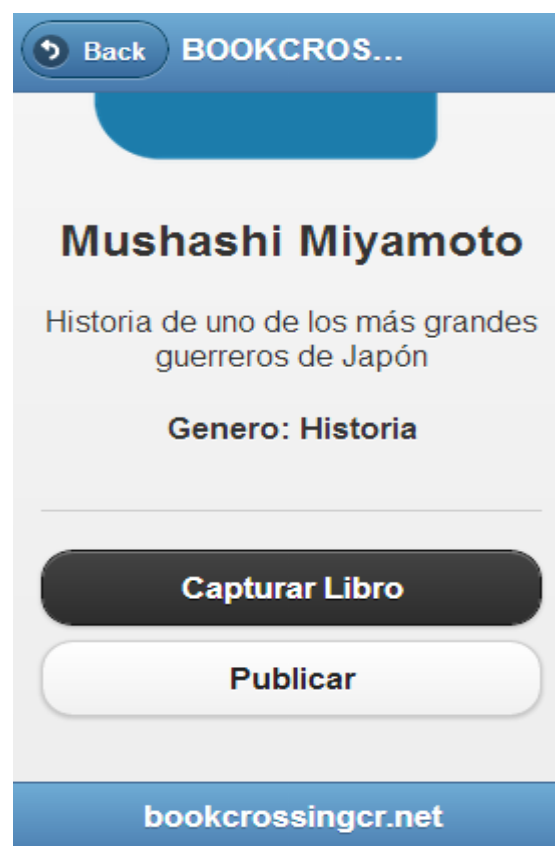 Back BOOKCROS...
Mushashi Miyamoto
Historia de uno de los más grandes
guerreros de Japón
Genero: Historia
Capturar Libro
Publicar
bookcrossingcr.net